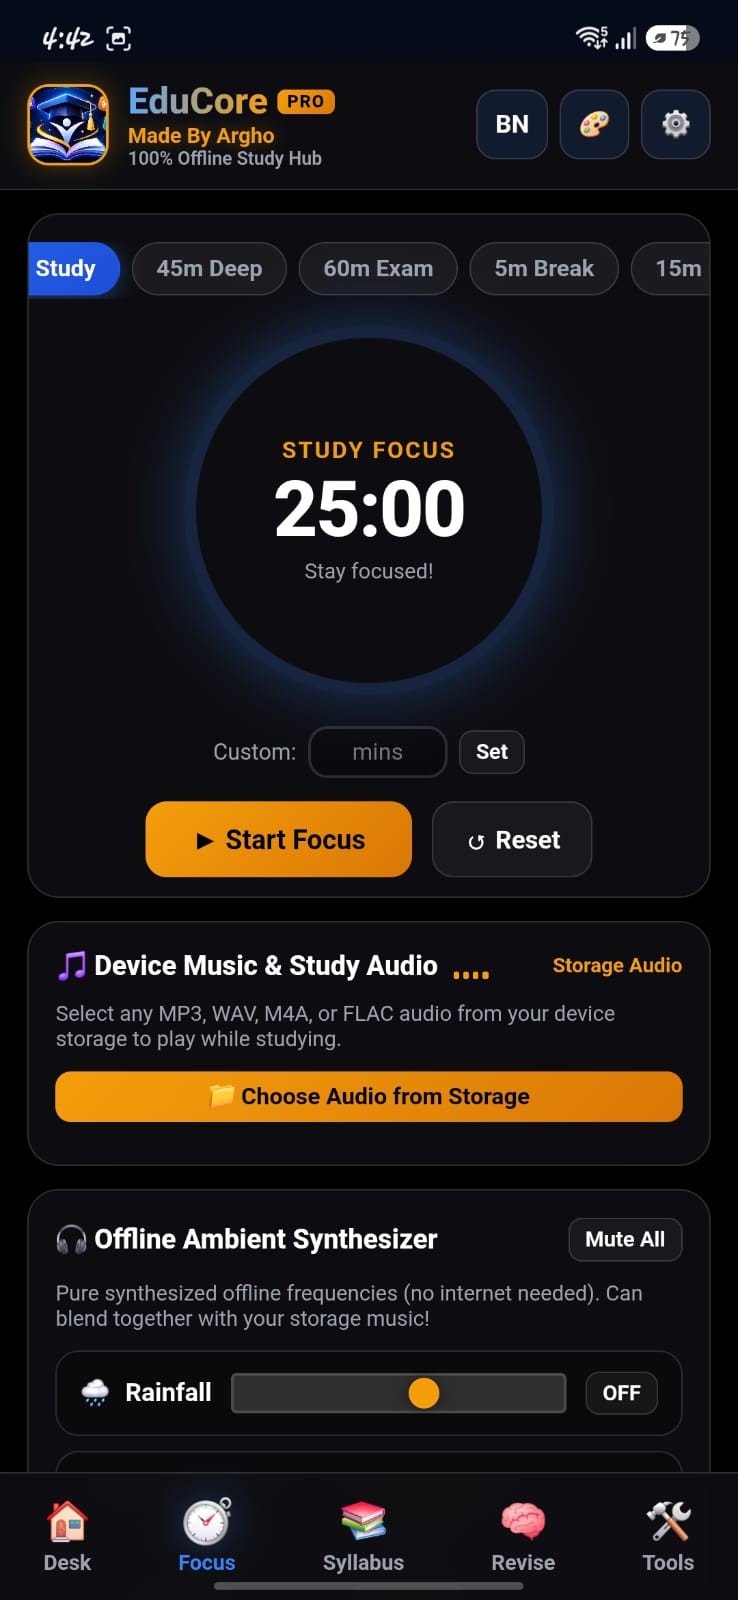 4:42
75
EduCore PRO
Made By Argho
100% Offline Study Hub
BN
Study
45m Deep
60m Exam
5m Break
15m
STUDY FOCUS
25:00
Stay focused!
Custom: mins Set
▶ Start Focus
↺ Reset
🎵 Device Music & Study Audio
Storage Audio
Select any MP3, WAV, M4A, or FLAC audio from your device
storage to play while studying.
📁 Choose Audio from Storage
🎧 Offline Ambient Synthesizer
Mute All
Pure synthesized offline frequencies (no internet needed). Can
blend together with your storage music!
🌧️ Rainfall
OFF
Desk
Focus
Syllabus
Revise
Tools